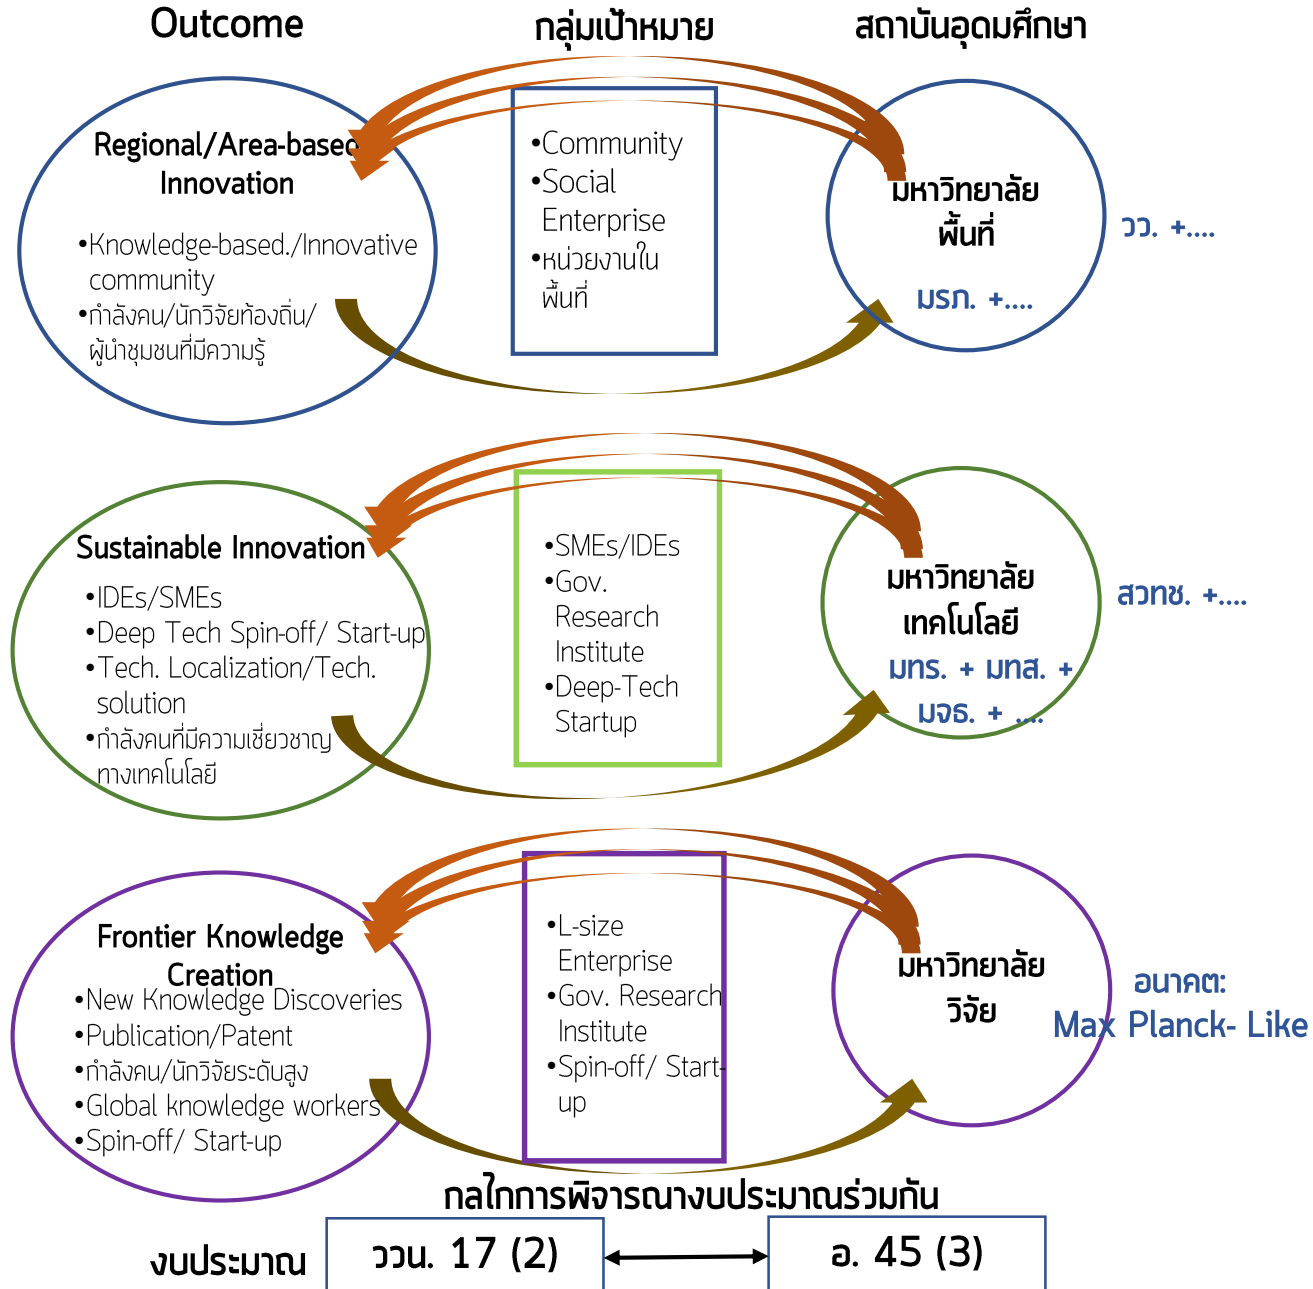 Outcome
กลุ่มเป้าหมาย
สถาบันอุดมศึกษา
Regional/Area-based
Innovation
•Knowledge-based./Innovative
community
•กำลังคน/นักวิจัยท้องถิ่น/
ผู้นำชุมชนที่มีความรู้
•Community
•Social
Enterprise
•หน่วยงานใน
พื้นที่
มหาวิทยาลัย
พื้นที่
มรภ. +....
วว. +....
Sustainable Innovation
•IDEs/SMEs
•Deep Tech Spin-off/ Start-up
•Tech. Localization/Tech.
solution
•กำลังคนที่มีความเชี่ยวชาญ
ทางเทคโนโลยี
•SMEs/IDEs
•Gov.
Research
Institute
•Deep-Tech
Startup
มหาวิทยาลัย
เทคโนโลยี
มทร. + มทส. +
มจธ. + ....
สวทช. +....
Frontier Knowledge
Creation
•New Knowledge Discoveries
•Publication/Patent
•กำลังคน/นักวิจัยระดับสูง
•Global knowledge workers
•Spin-off/ Start-up
•L-size
Enterprise
•Gov. Research
Institute
•Spin-off/ Start-
up
มหาวิทยาลัย
วิจัย
อนาคต:
Max Planck- Like
กลไกการพิจารณางบประมาณร่วมกัน
งบประมาณ
ววน. 17 (2)
อ. 45 (3)